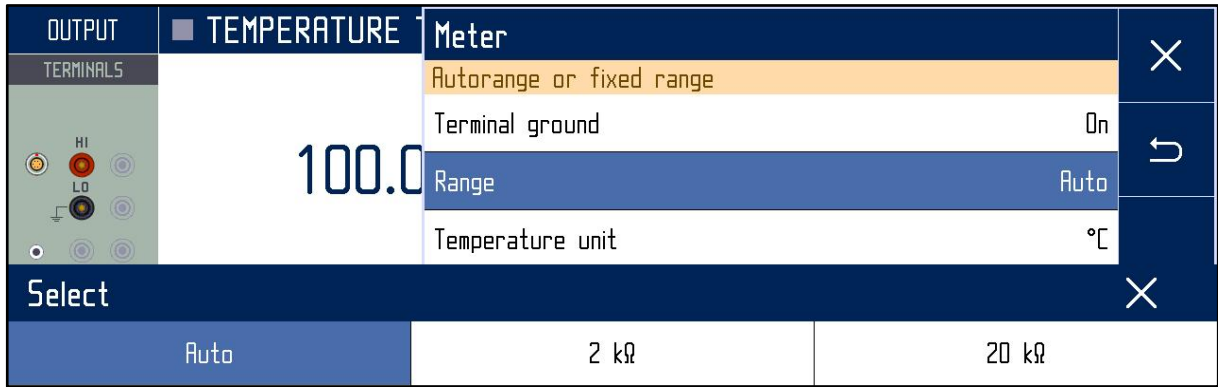 OUTPUT
TERMINALS
HI
LO
TEMPERATURE
100.0
Meter
Autorange or fixed range
Terminal ground On
Range Auto
Temperature unit °C
Select
Auto 2 kΩ 20 kΩ